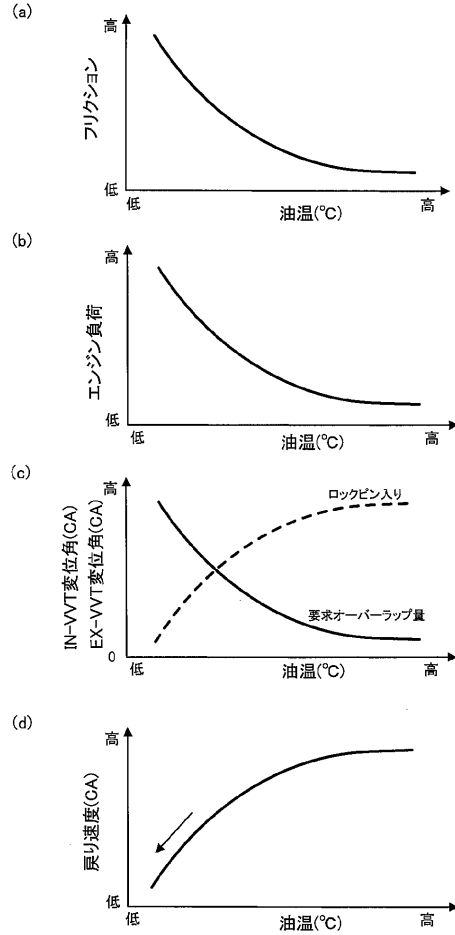 (a)
高
フリクション
低
低
油温(℃)
高
(b)
高
エンジン負荷
低
低
油温(℃)
高
(c)
高
ロックピン入り
IN-VVT変位角(CA)
EX-VVT変位角(CA)
要求オーバーラップ量
0
低
油温(℃)
高
(d)
高
戻り速度(CA)
低
低
油温(℃)
高